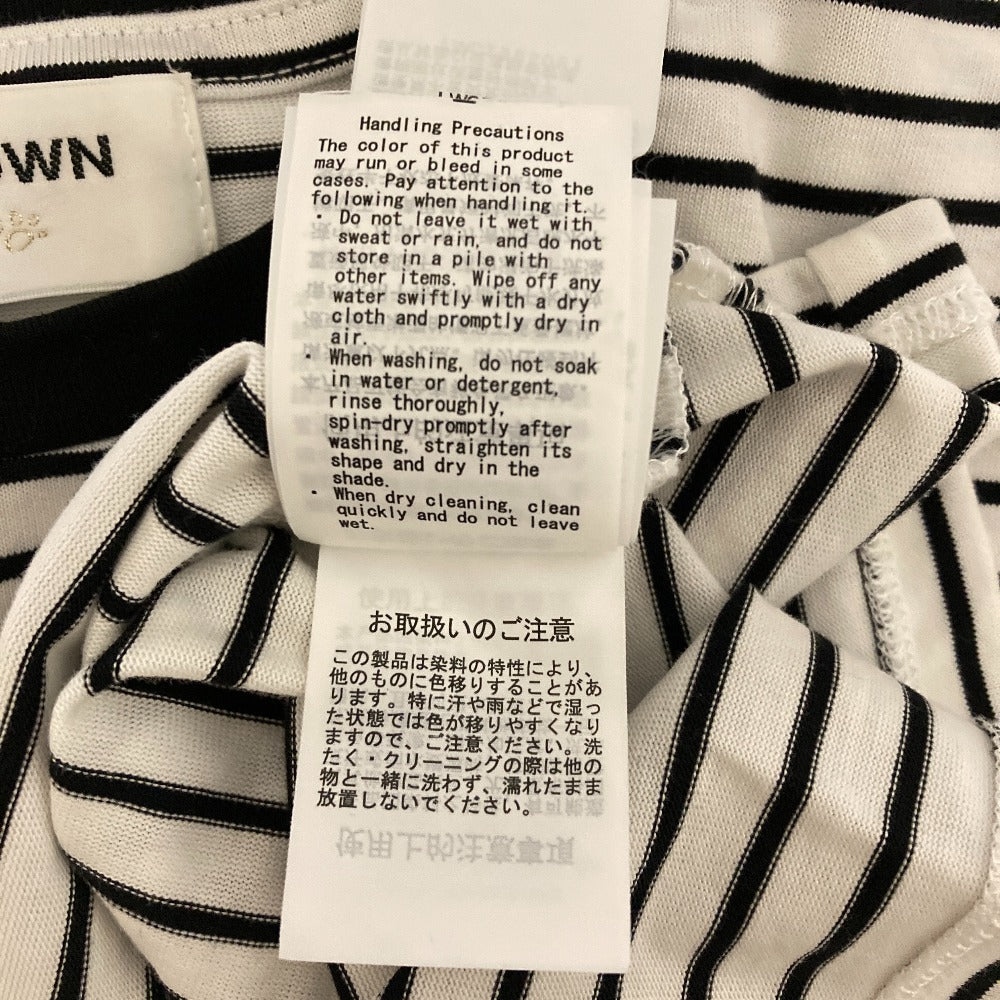 OWN
Handling Precautions
The color of this product
may run or bleed in some
cases. Pay attention to the
following when handling it.
・ Do not leave it wet with
sweat or rain, and do not
store in a pile with
other items. Wipe off any
water swiftly with a dry
cloth and promptly dry in
air.
・ When washing, do not soak
in water or detergent,
rinse thoroughly,
spin-dry promptly after
washing, straighten its
shape and dry in the
shade.
・ When dry cleaning, clean
quickly and do not leave
wet.
お取扱いのご注意
この製品は染料の特性により、
他のものに色移りすることがあ
ります。特に汗や雨などで湿っ
た状態では色が移りやすくなり
ますので、ご注意ください。洗
たく・クリーニングの際は他の
物と一緒に洗わず、濡れたまま
放置しないでください。
使用上的注意事項